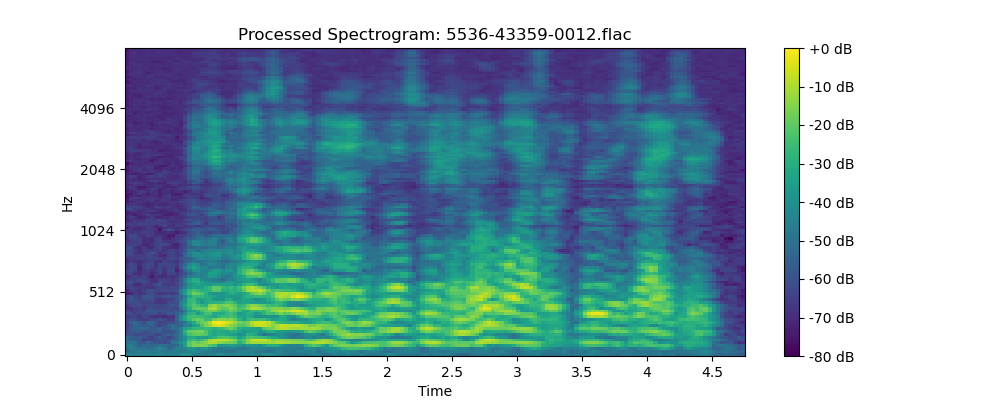 Processed Spectrogram: 5536-43359-0012.flac
4096
2048
1024
512
0
Hz
0 0.5 1 1.5 2 2.5 3 3.5 4 4.5
Time
+0 dB
-10 dB
-20 dB
-30 dB
-40 dB
-50 dB
-60 dB
-70 dB
-80 dB